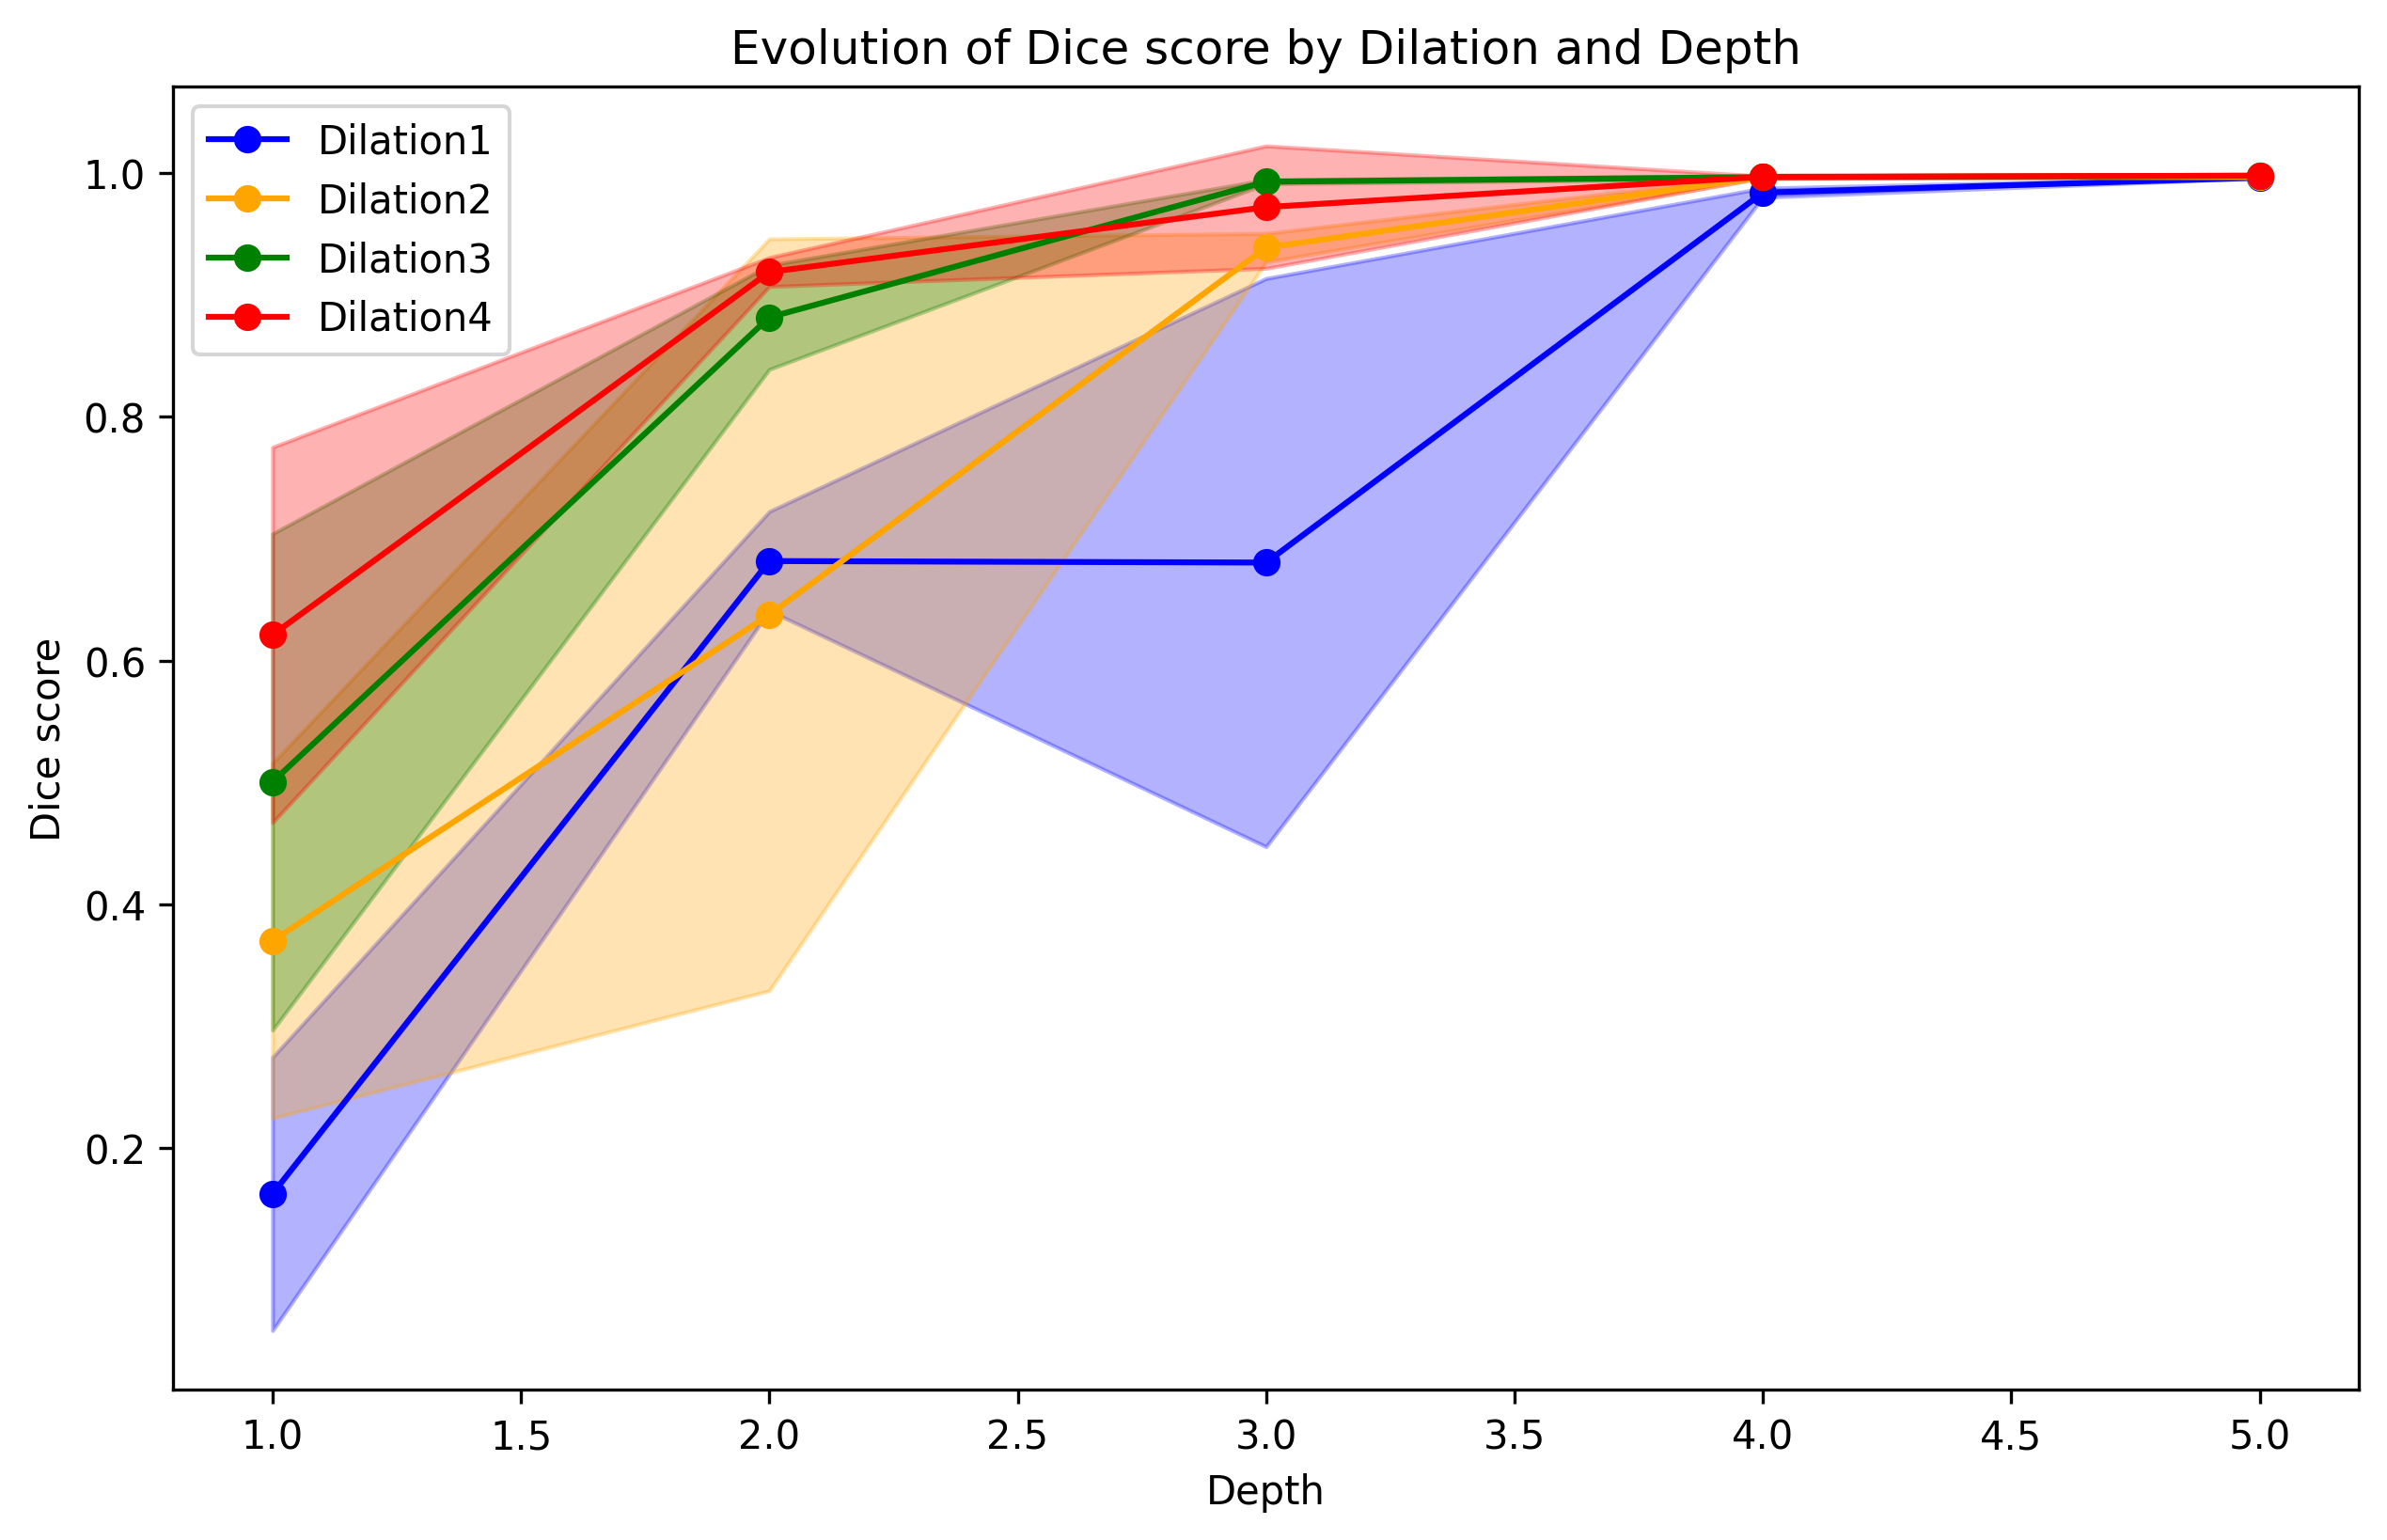 Evolution of Dice score by Dilation and Depth
Dilation1
Dilation2
Dilation3
Dilation4
Dice score
1.0
0.8
0.6
0.4
0.2
1.0 1.5 2.0 2.5 3.0 3.5 4.0 4.5 5.0
Depth